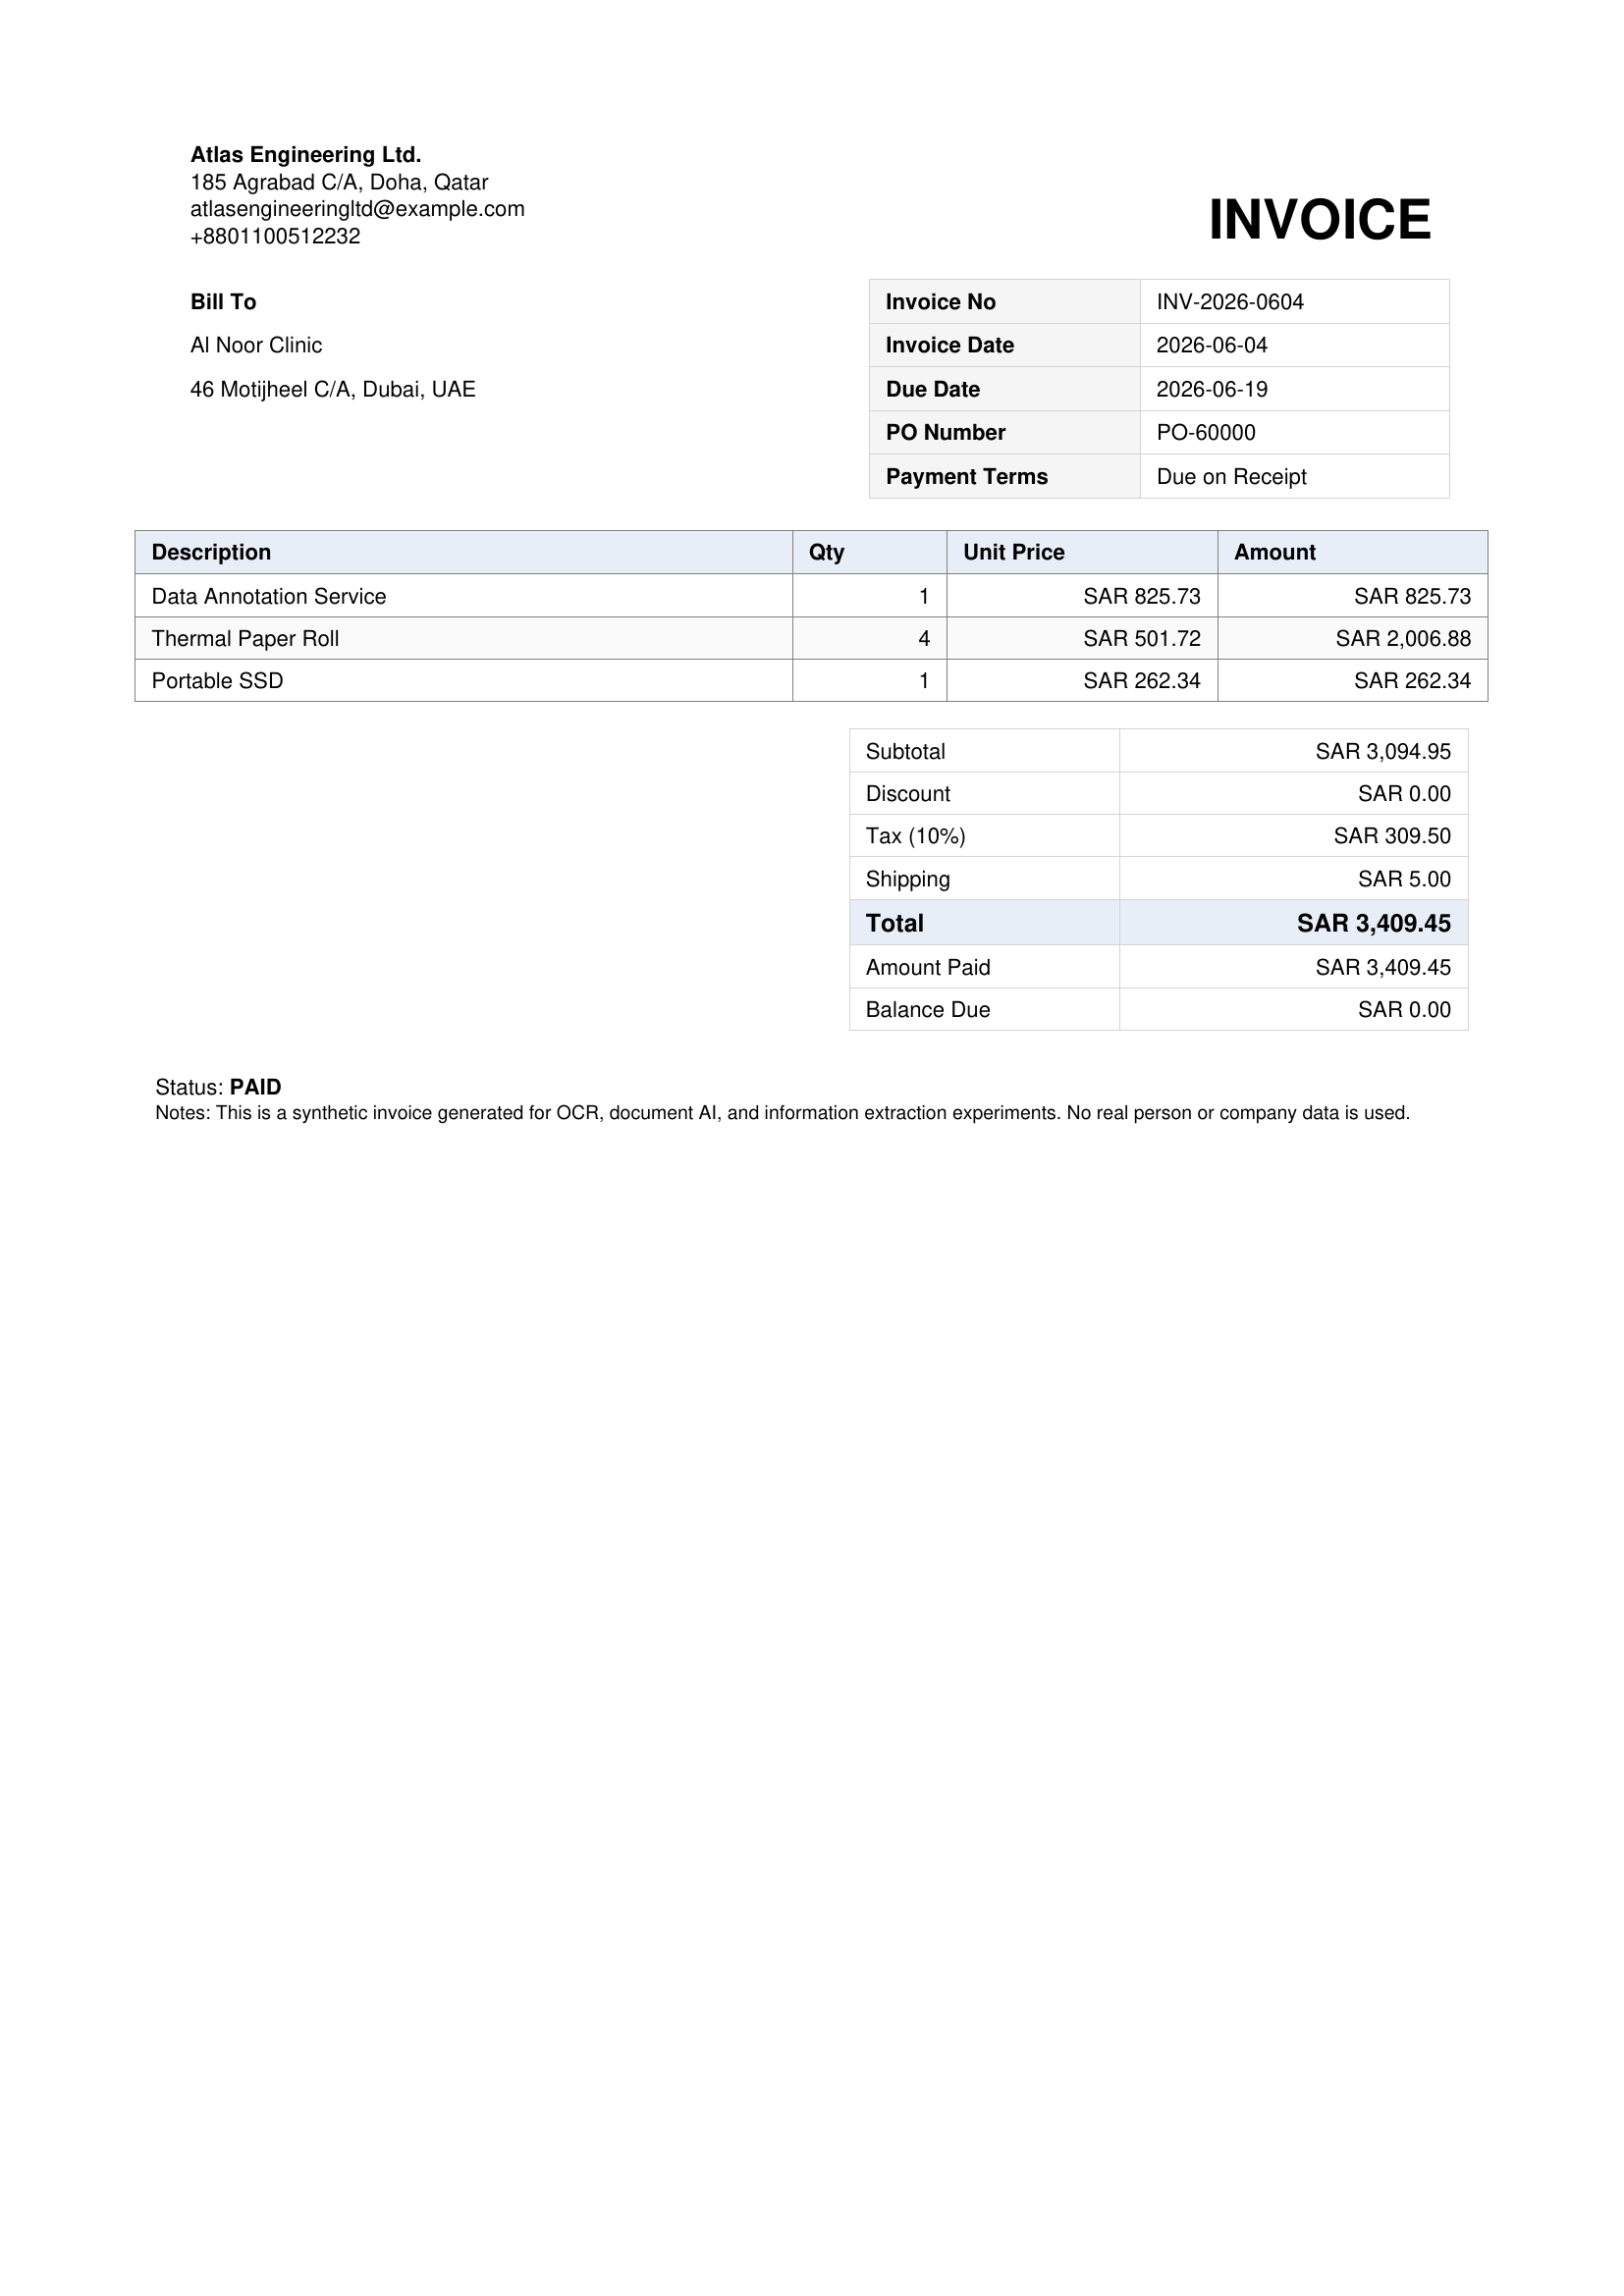 Atlas Engineering Ltd.
185 Agrabad C/A, Doha, Qatar
atlasengineeringltd@example.com
+8801100512232
INVOICE
Bill To
Al Noor Clinic
46 Motijheel C/A, Dubai, UAE
Invoice No INV-2026-0604
Invoice Date 2026-06-04
Due Date 2026-06-19
PO Number PO-60000
Payment Terms Due on Receipt
Description Qty Unit Price Amount
Data Annotation Service 1 SAR 825.73 SAR 825.73
Thermal Paper Roll 4 SAR 501.72 SAR 2,006.88
Portable SSD 1 SAR 262.34 SAR 262.34
Subtotal SAR 3,094.95
Discount SAR 0.00
Tax (10%) SAR 309.50
Shipping SAR 5.00
Total SAR 3,409.45
Amount Paid SAR 3,409.45
Balance Due SAR 0.00
Status: PAID
Notes: This is a synthetic invoice generated for OCR, document AI, and information extraction experiments. No real person or company data is used.